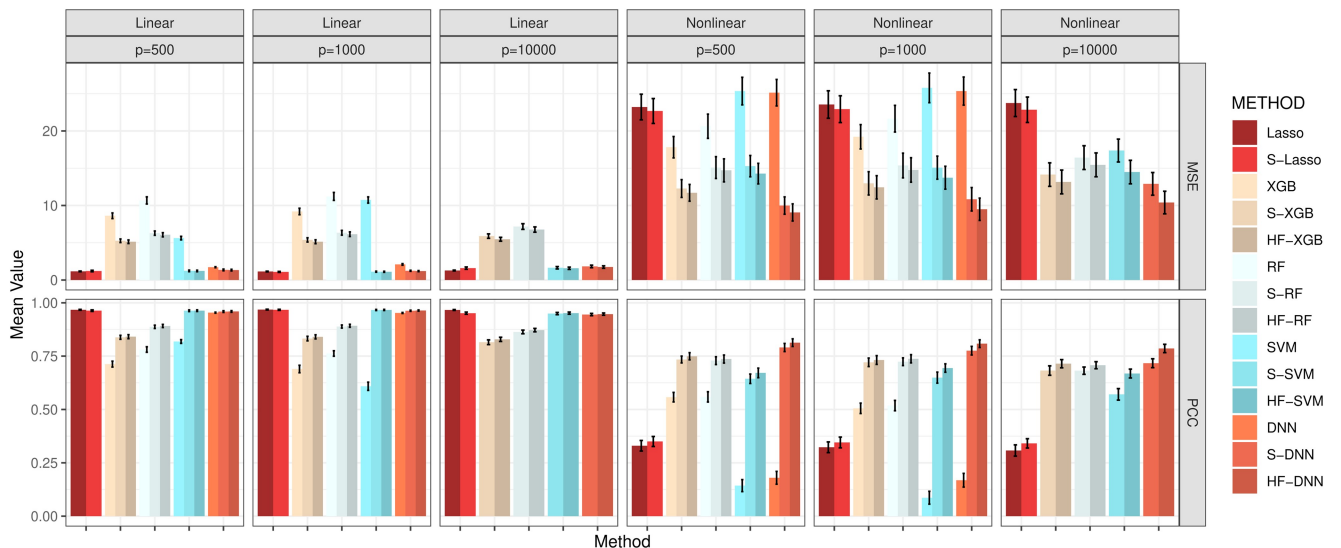 Linear Linear Linear Nonlinear Nonlinear Nonlinear
p=500 p=1000 p=10000 p=500 p=1000 p=10000
20
10
0
MSE
1.00
0.75
0.50
0.25
0.00
PCC
Mean Value
Method
METHOD
Lasso
S−Lasso
XGB
S−XGB
HF−XGB
RF
S−RF
HF−RF
SVM
S−SVM
HF−SVM
DNN
S−DNN
HF−DNN